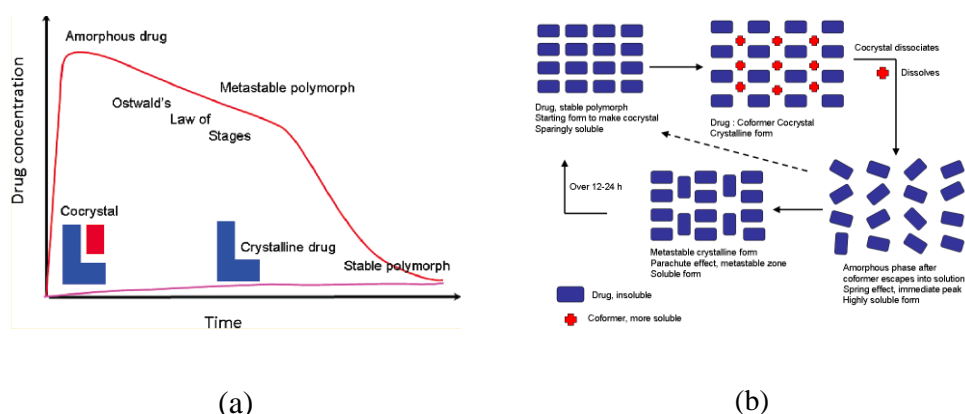 Drug concentration
Amorphous drug
Metastable polymorph
Ostwald's
Law of
Stages
Cocrystal
Crystalline drug
Stable polymorph
Time
(a)
Drug, stable polymorph
Starting form to make cocrystal
Sparingly soluble
Drug : Coformer Cocrystal
Crystalline form
Cocrystal dissociates
Dissolves
Over 12-24 h
Metastable crystalline form
Parachute effect, metastable zone
Soluble form
Amorphous phase after
coformer escapes into solution
Spring effect, immediate peak
Highly soluble form
Drug, insoluble
Coformer, more soluble
(b)